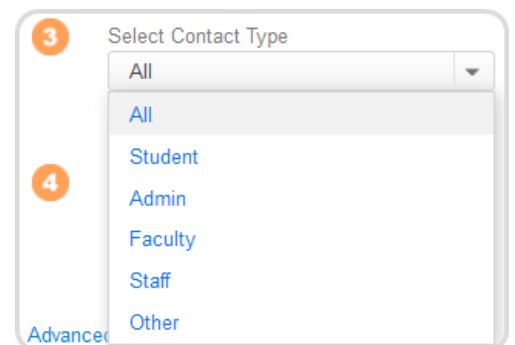 3 Select Contact Type
All
All
Student
4
Admin
Faculty
Staff
Other
Advanced